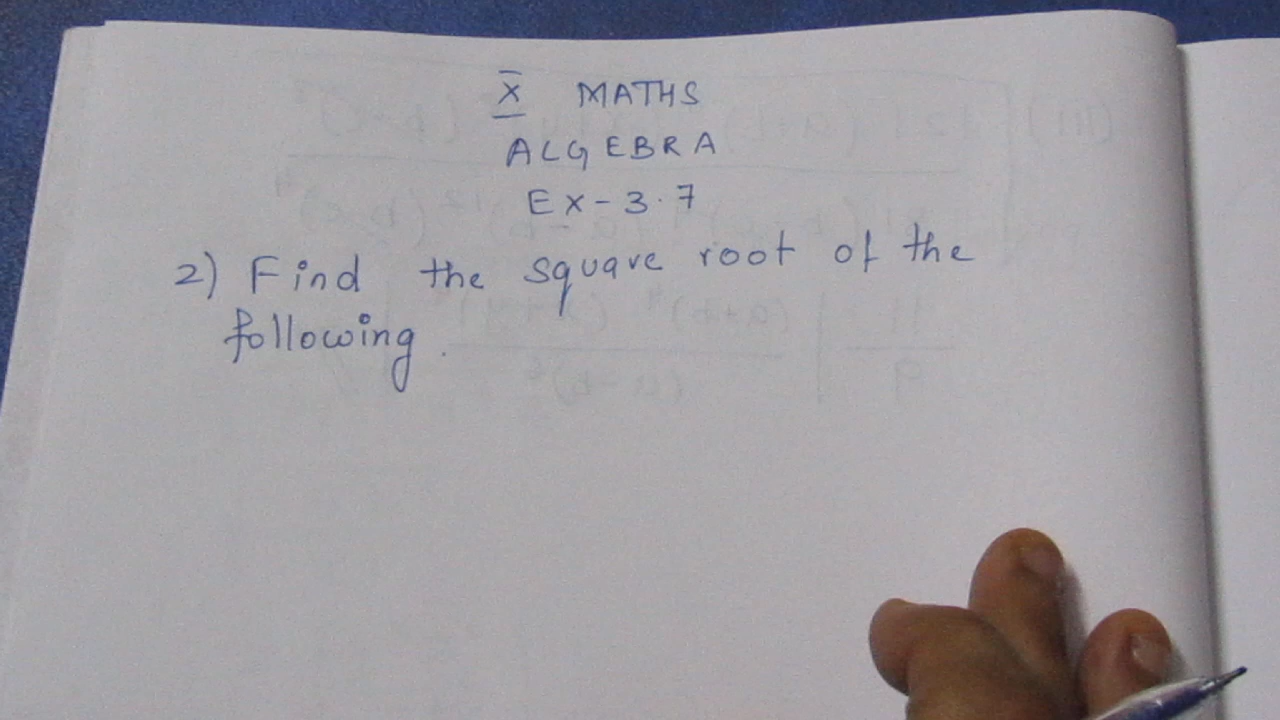 X MATHS
ALGEBRA
EX-3.7
2) Find the square root of the
following.